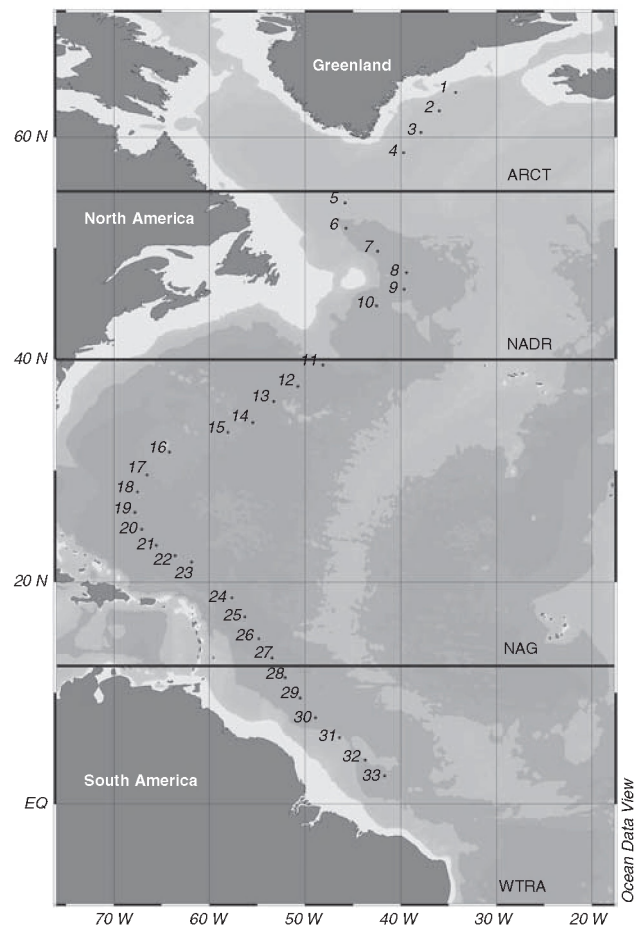 Greenland
1
2
3
60 N
4
ARCT
5
North America
6
7
8
9
10
NADR
40 N
11
12
13
14
15
16
17
18
19
20
21
22
23
20 N
24
25
26
NAG
27
28
29
30
31
32
South America
33
EQ
Ocean Data View
WTRA
70 W
60 W
50 W
40 W
30 W
20 W